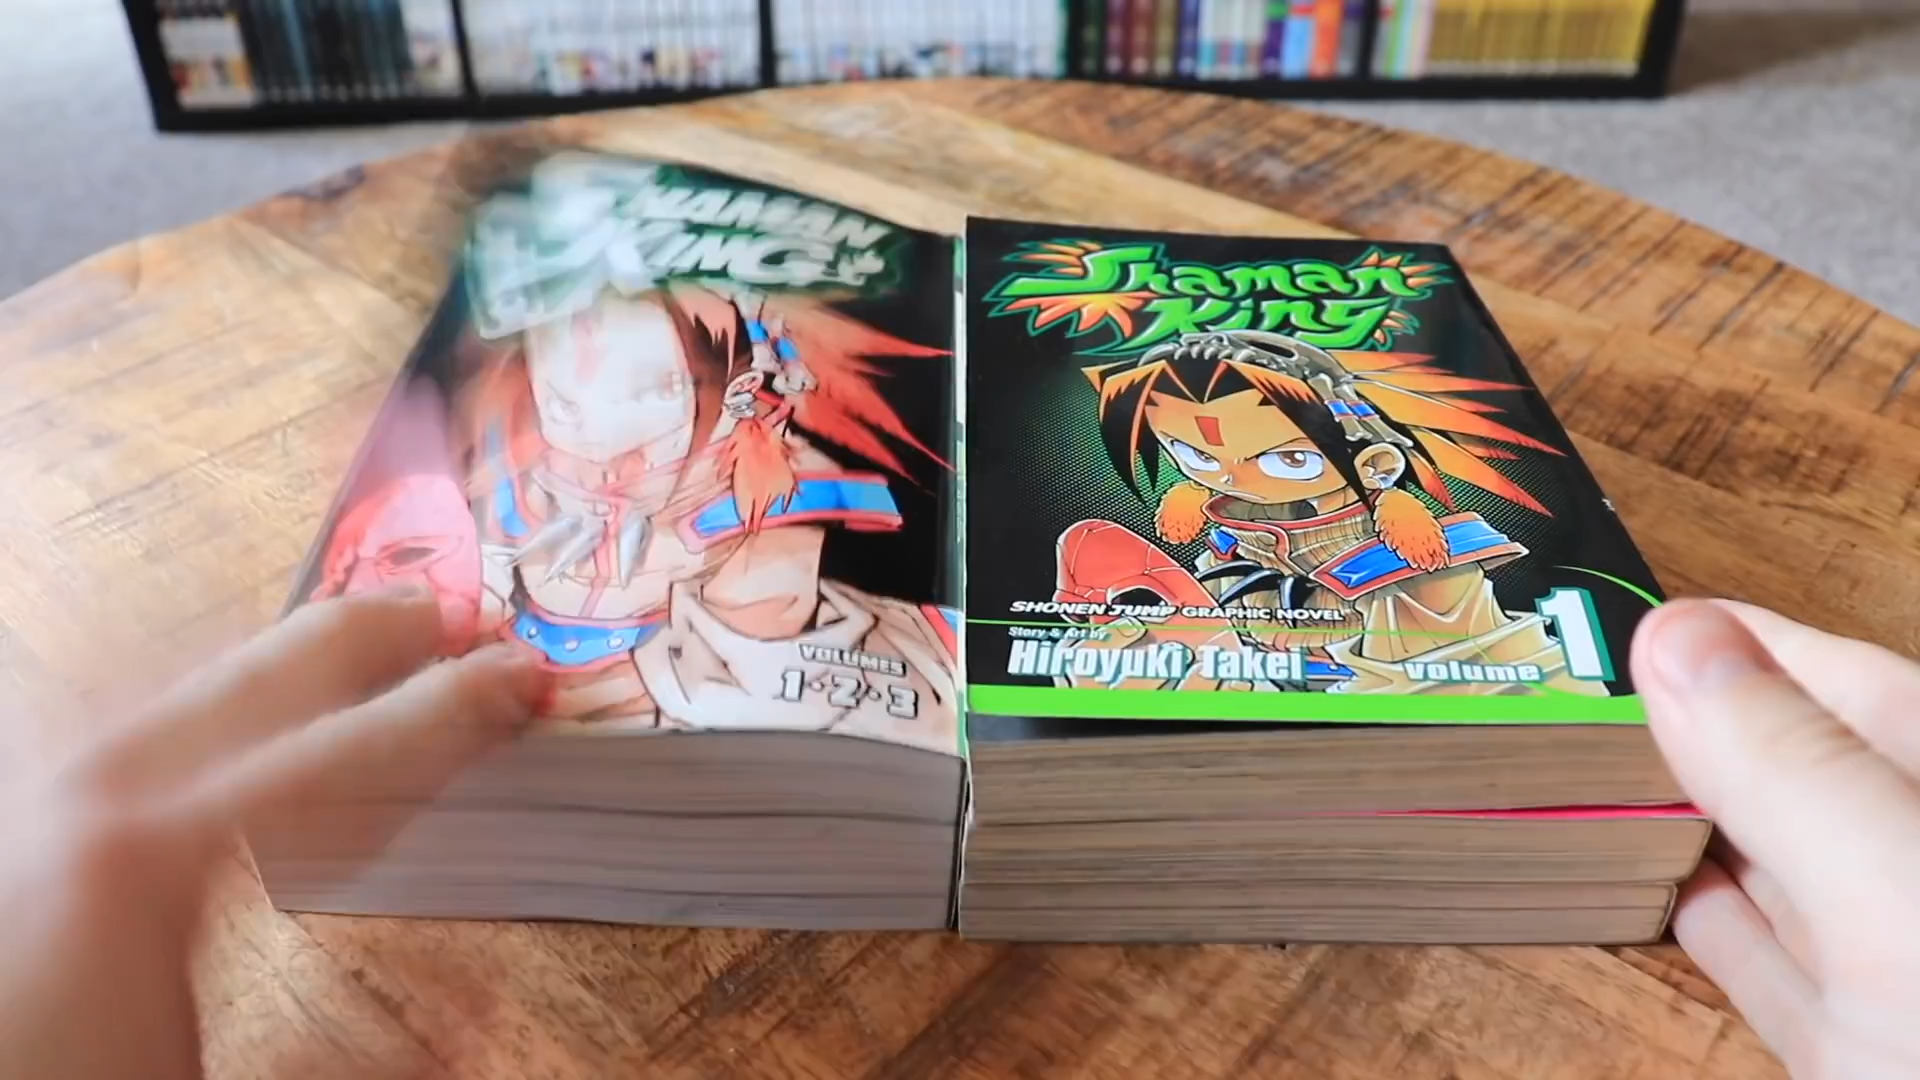 SHAMAN
KING
VOLUMES
1·2·3
Shaman
King
SHONEN JUMP GRAPHIC NOVEL
Story & Art by
Hiroyuki Takei
volume 1